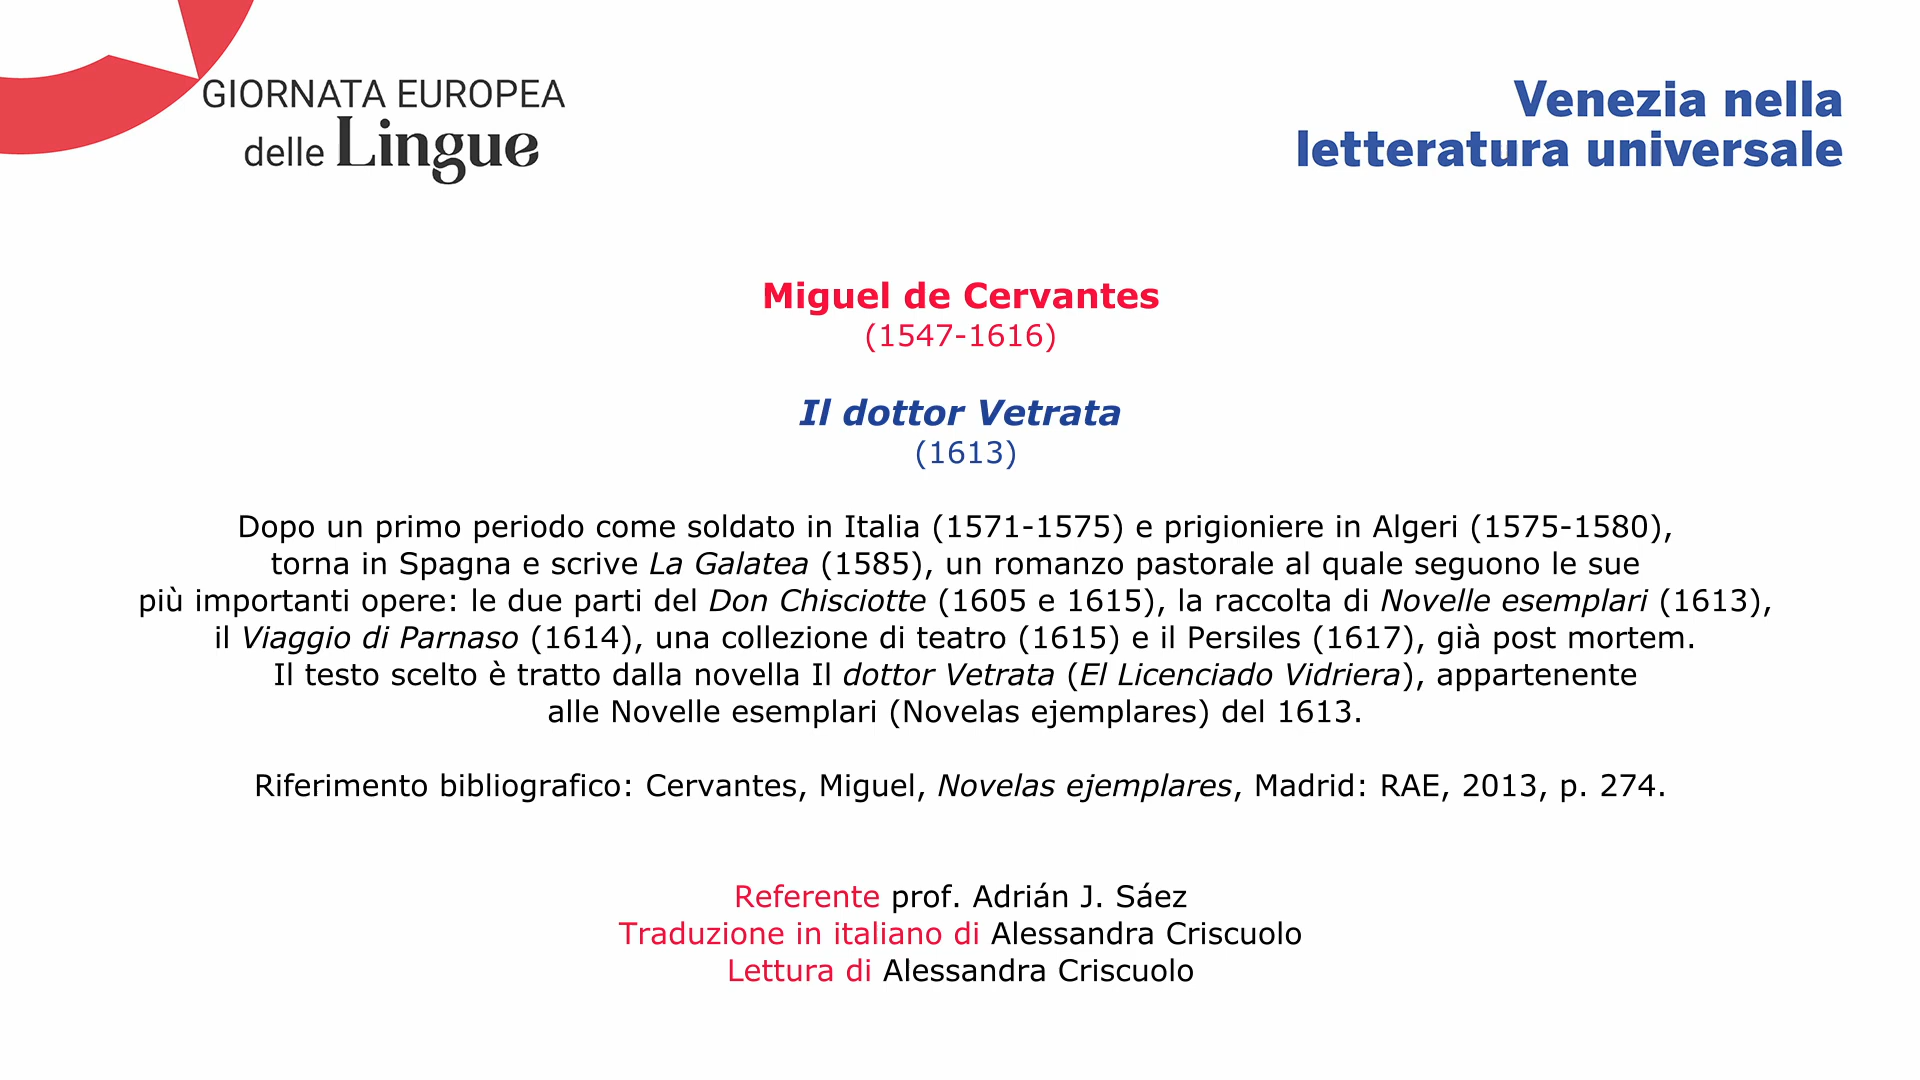 GIORNATA EUROPEA
delle Lingue
Venezia nella
letteratura universale
Miguel de Cervantes
(1547-1616)
Il dottor Vetrata
(1613)
Dopo un primo periodo come soldato in Italia (1571-1575) e prigioniere in Algeri (1575-1580),
torna in Spagna e scrive La Galatea (1585), un romanzo pastorale al quale seguono le sue
più importanti opere: le due parti del Don Chisciotte (1605 e 1615), la raccolta di Novelle esemplari (1613),
il Viaggio di Parnaso (1614), una collezione di teatro (1615) e il Persiles (1617), già post mortem.
Il testo scelto è tratto dalla novella Il dottor Vetrata (El Licenciado Vidriera), appartenente
alle Novelle esemplari (Novelas ejemplares) del 1613.
Riferimento bibliografico: Cervantes, Miguel, Novelas ejemplares, Madrid: RAE, 2013, p. 274.
Referente prof. Adrián J. Sáez
Traduzione in italiano di Alessandra Criscuolo
Lettura di Alessandra Criscuolo